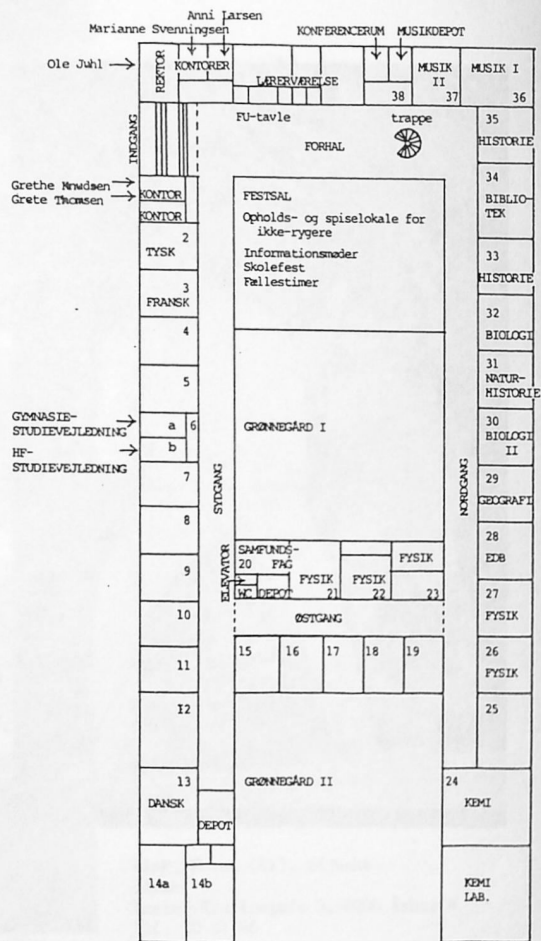 Anni Larsen
Marianne Svenningsen
KONFERENCERUM MUSIKDEPOT
Ole Juhl
REKTOR
KONTORER
LÆRERVÆRELSE
38
MUSIK
II
37
MUSIK I
36
INDGANG
FU-tavle
trappe
FORHAL
35
HISTORIE
Grethe Knudsen
Grete Thomsen
KONTOR
KONTOR
FESTSAL
Opholds- og spiselokale for
ikke-rygere
Informationsmøder
Skolefest
Fællestimer
34
BIBLIO-
TEK
2
TYSK
33
HISTORIE
3
FRANSK
32
BIOLOGI
4
31
NATUR-
HISTORIE
5
GYMNASIE-
STUDIEVEJLEDNING
a
6
b
HF-
STUDIEVEJLEDNING
GRØNNEGÅRD I
30
BIOLOGI
II
7
SYDGANG
NORDGANG
29
GEOGRAFI
8
28
EDB
9
ELEVATOR
SAMFUNDS-
20 FAG
WC DEPOT
FYSIK
21
FYSIK
22
FYSIK
23
27
FYSIK
10
ØSTGANG
11
15
16
17
18
19
26
FYSIK
12
25
13
DANSK
GRØNNEGÅRD II
24
KEMI
DEPOT
14a
14b
KEMI
LAB.